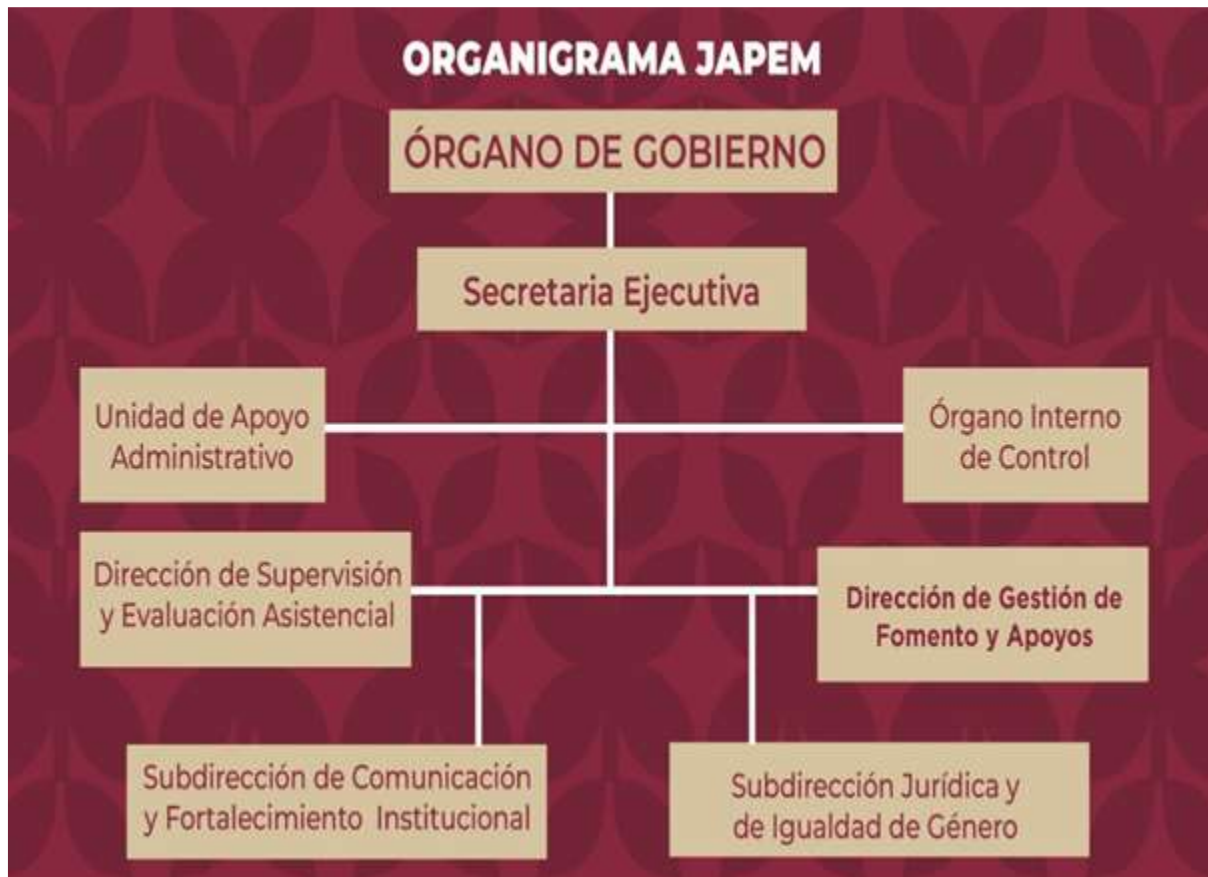 ORGANIGRAMA JAPEM
ÓRGANO DE GOBIERNO
Secretaria Ejecutiva
Unidad de Apoyo
Administrativo
Órgano Interno
de Control
Dirección de Supervisión
y Evaluación Asistencial
Dirección de Gestión de
Fomento y Apoyos
Subdirección de Comunicación
y Fortalecimiento Institucional
Subdirección Jurídica y
de Igualdad de Género